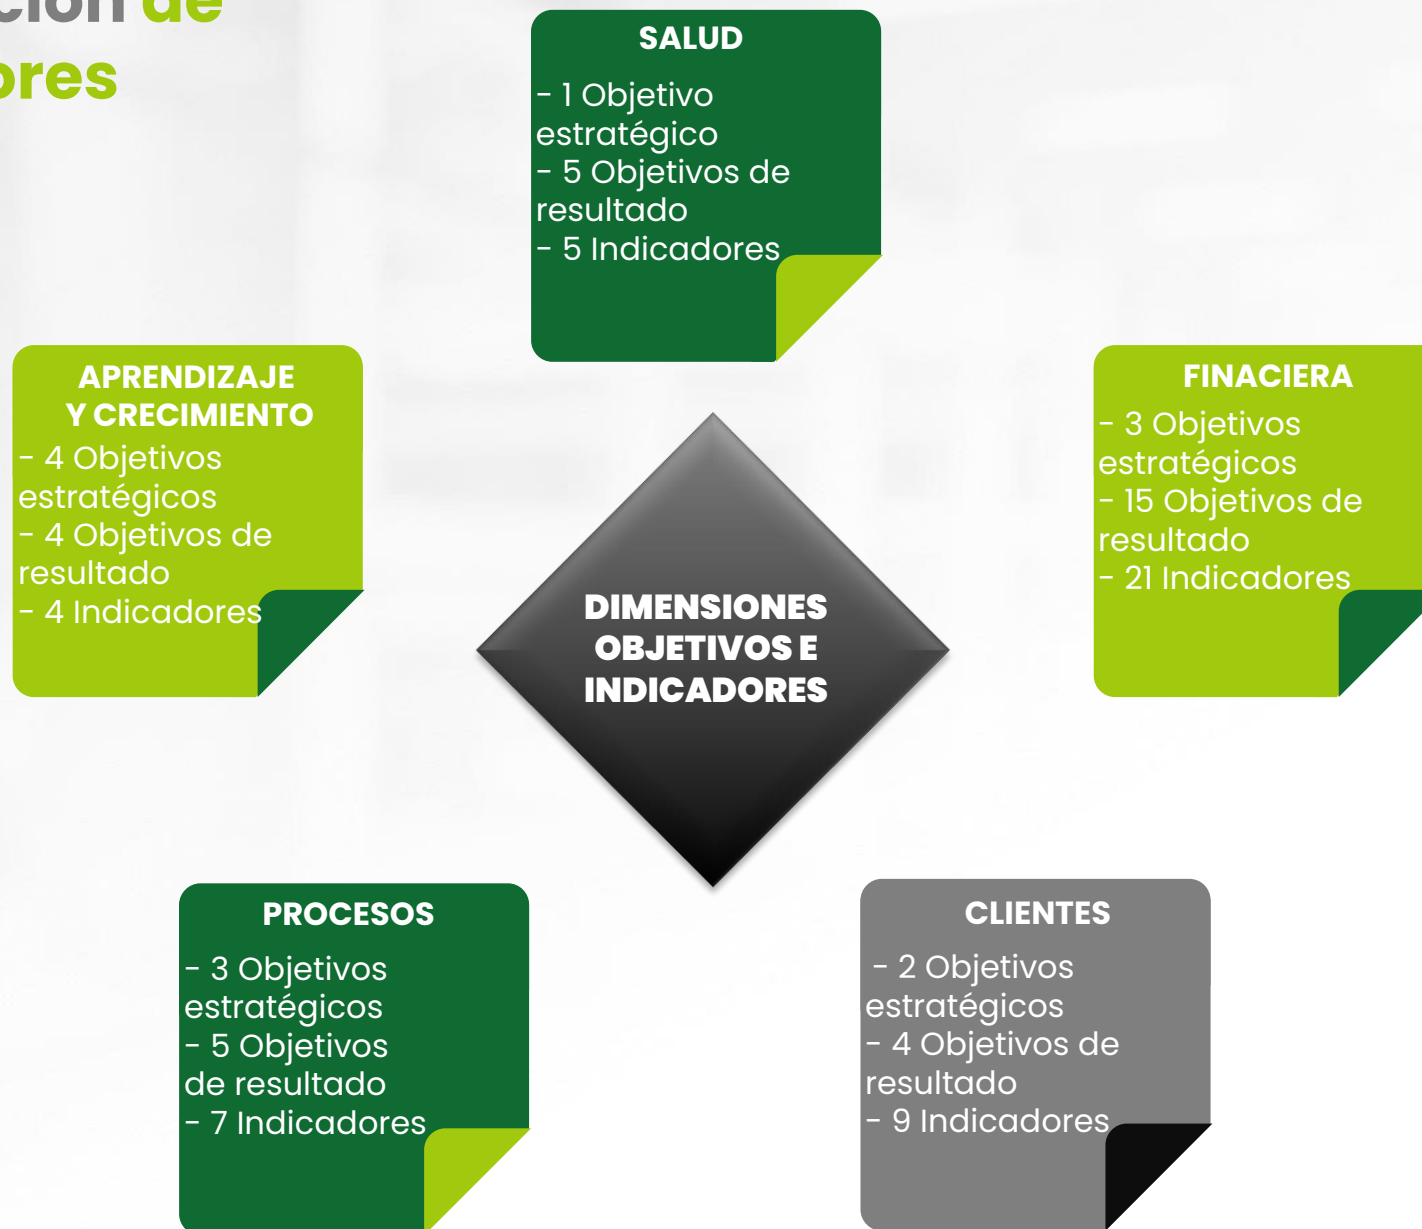 de
SALUD
- 1 Objetivo
estratégico
- 5 Objetivos de
resultado
- 5 Indicadores
APRENDIZAJE
Y CRECIMIENTO
- 4 Objetivos
estratégicos
- 4 Objetivos de
resultado
- 4 Indicadores
FINACIERA
- 3 Objetivos
estratégicos
- 15 Objetivos de
resultado
- 21 Indicadores
DIMENSIONES
OBJETIVOS E
INDICADORES
PROCESOS
- 3 Objetivos
estratégicos
- 5 Objetivos
de resultado
- 7 Indicadores
CLIENTES
- 2 Objetivos
estratégicos
- 4 Objetivos de
resultado
- 9 Indicadores